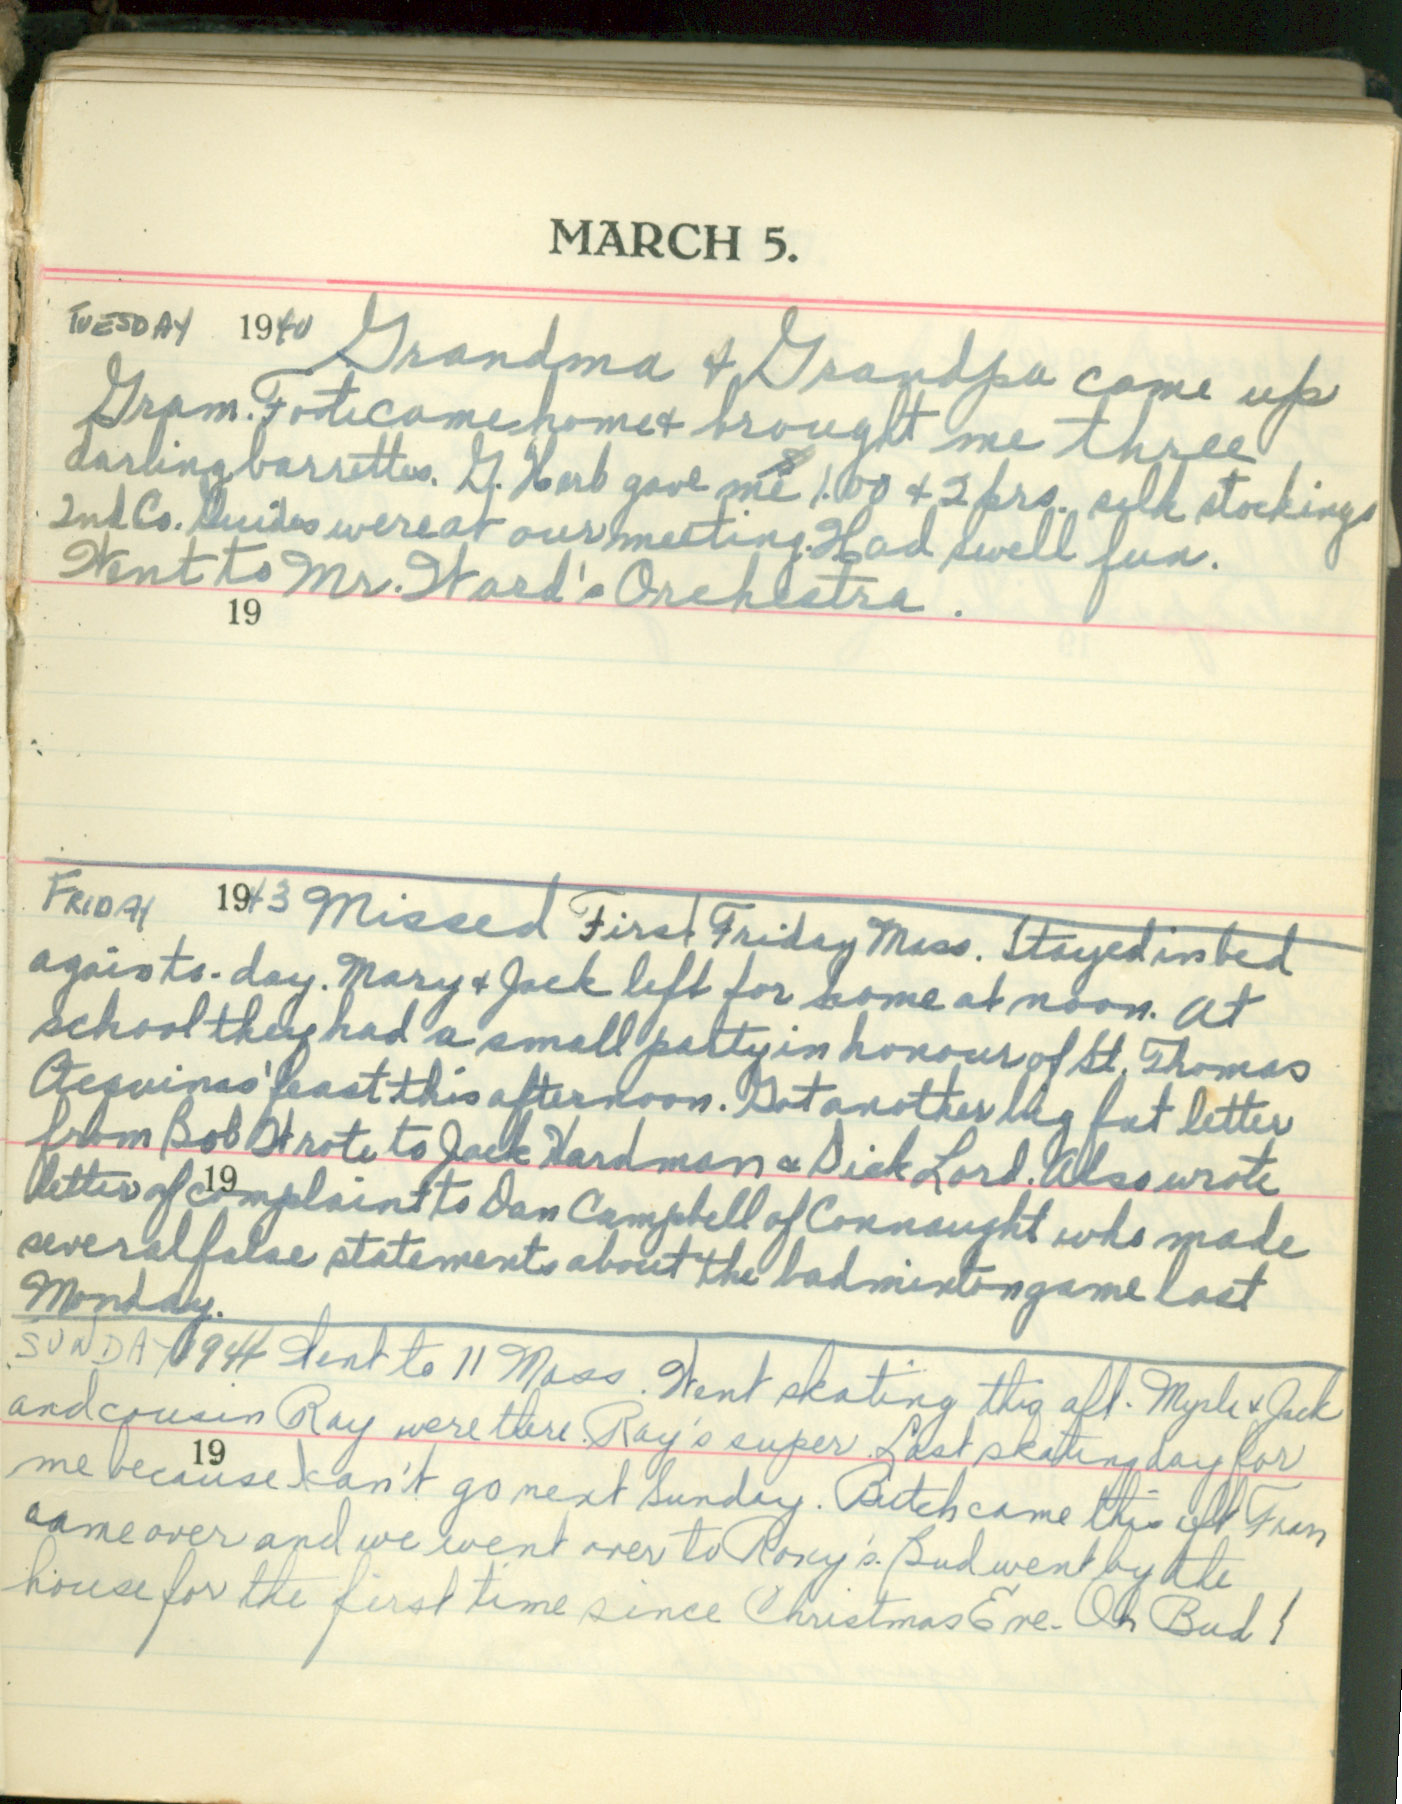 MARCH 5.
TUESDAY 1940 Grandma & Grandpa came up
Gram. Foote came home & brought me three
darling barrettes. G. Herb gave me $1.00 & 2 prs. silk stockings
2nd Co. Guides were at our meeting. Had swell fun.
Went to Mr. Ward's Orchestra.
19
FRIDAY 1943 Missed First Friday Mass. Stayed in bed
again to-day. Mary & Jack left for home at noon. At
school they had a small party in honour of St. Thomas
Acquinas' feast this afternoon. Got another big fat letter
from Bob Wrote to Jack Hardman & Dick Lord. Also wrote
19
letter of complaint to Dan Campbell of Connaught who made
several false statements about the badminton game last
Monday.
SUNDAY 1944 Went to 11 Mass. Went skating this aft. Myrle & Jack
and cousin Ray were there. Ray's super. Last skating day for
19
me because I can't go next Sunday. Butch came this aft. Fran
came over and we went over to Roxy's. Bud went by the
house for the first time since Christmas Eve. Oh Bud!